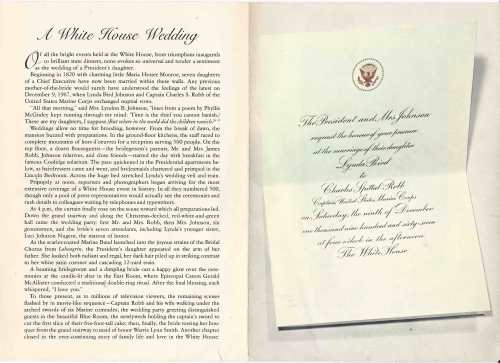 A White House Wedding
Of all the bright events held at the White House, from triumphant inaugurals
to brilliant state dinners, none evokes so universal and tender a sentiment
as the wedding of a President's daughter.
Beginning in 1820 with charming little Maria Hester Monroe, seven daughters
of a Chief Executive have now been married within these walls. Any previous
mother-of-the-bride would surely have understood the feelings of the latest on
December 9, 1967, when Lynda Bird Johnson and Captain Charles S. Robb of the
United States Marine Corps exchanged nuptial vows.
"All that morning," said Mrs. Lyndon B. Johnson, "lines from a poem by Phyllis
McGinley kept running through my mind: 'Time is the thief you cannot banish./
These are my daughters, I suppose./But where in the world did the children vanish?'"
Weddings allow no time for brooding, however. From the break of dawn, the
mansion buzzed with preparations. In the ground-floor kitchens, the staff raced to
complete mountains of hors d'oeuvres for a reception serving 500 people. On the
top floor, a dozen houseguests—the bridegroom's parents, Mr. and Mrs. James
Robb, Johnson relatives, and close friends—started the day with breakfast in the
famous Coolidge solarium. The pace quickened in the Presidential apartments be-
low, as hairdressers came and went, and bridesmaids chattered and primped in the
Lincoln Bedroom. Across the huge bed stretched Lynda's wedding veil and train.
Promptly at noon, reporters and photographers began arriving for the most
extensive coverage of a White House event in history. In all they numbered 500,
though only a pool of press representatives would actually see the ceremonies and
rush details to colleagues waiting by telephones and typewriters.
At 4 p.m. the curtain finally rose on the scene toward which all preparations led.
Down the grand stairway and along the Christmas-decked, red-white-and-green
hall came the wedding party: first Mr. and Mrs. Robb, then Mrs. Johnson, six
groomsmen, and the bride's seven attendants, including Lynda's younger sister,
Luci Johnson Nugent, the matron of honor.
As the scarlet-coated Marine Band launched into the joyous strains of the Bridal
Chorus from Lohengrin, the President's daughter appeared on the arm of her
father. She looked both radiant and regal, her dark hair piled up in striking contrast
to her white satin coronet and cascading 12-yard train.
A beaming bridegroom and a dimpling bride cast a happy glow over the cere-
monies at the candle-lit altar in the East Room, where Episcopal Canon Gerald
McAllister conducted a traditional double-ring ritual. After the final blessing, each
whispered, "I love you."
To those present, as to millions of television viewers, the remaining scenes
flashed by in movie-like sequence—Captain Robb and his wife walking under the
arched swords of six Marine comrades, the wedding party greeting distinguished
guests in the beautiful Blue Room, the newlyweds holding the captain's sword to
cut the first slice of their five-foot-tall cake; then, finally, the bride tossing her bou-
quet from the grand stairway to maid of honor Warrie Lynn Smith. Another chapter
closed in the ever-continuing story of family life and love in the White House.
The President and Mrs. Johnson
request the honour of your presence
at the marriage of their daughter
Lynda Bird
to
Charles Spittal Robb
Captain, United States Marine Corps
on Saturday, the ninth of December
one thousand nine hundred and sixty-seven
at four o'clock in the afternoon
The White House